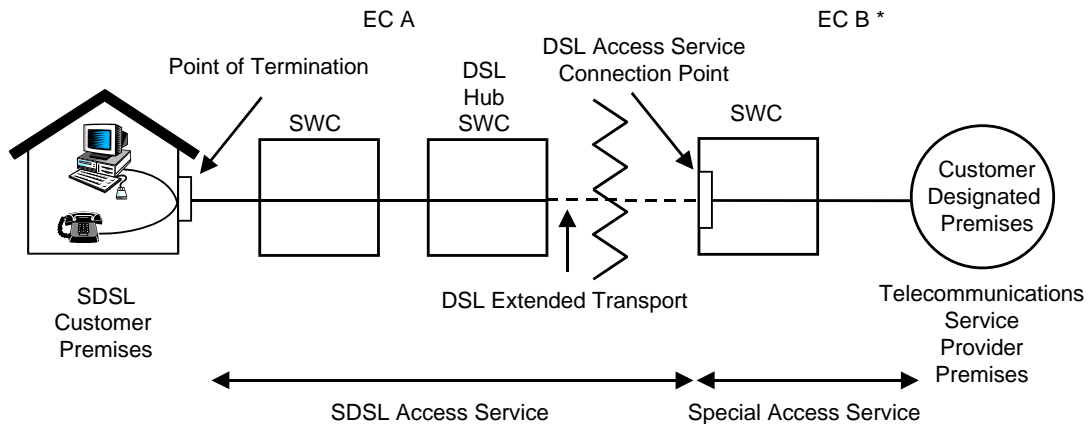 EC A
EC B *
Point of Termination
DSL
Hub
SWC
DSL Access Service
Connection Point
SWC
SWC
Customer
Designated
Premises
DSL Extended Transport
SDSL
Customer
Premises
Telecommunications
Service
Provider
Premises
SDSL Access Service
Special Access Service